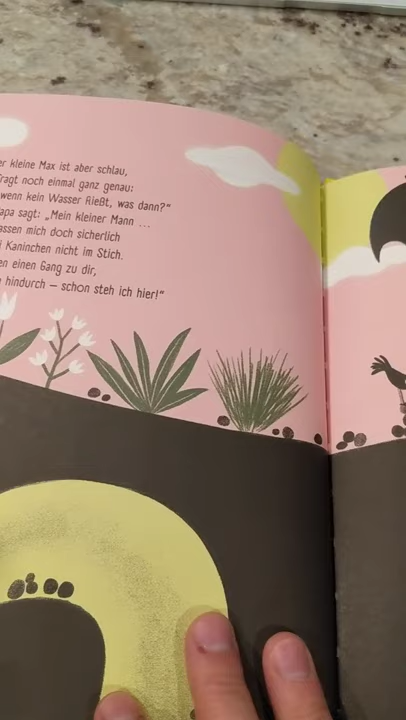 er kleine Max ist aber schlau,
ragt noch einmal ganz genau:
wenn kein Wasser fließt, was dann?“
apa sagt: „Mein kleiner Mann ...
assen mich doch sicherlich
i Kaninchen nicht im Stich.
en einen Gang zu dir,
hindurch – schon steh ich hier!“